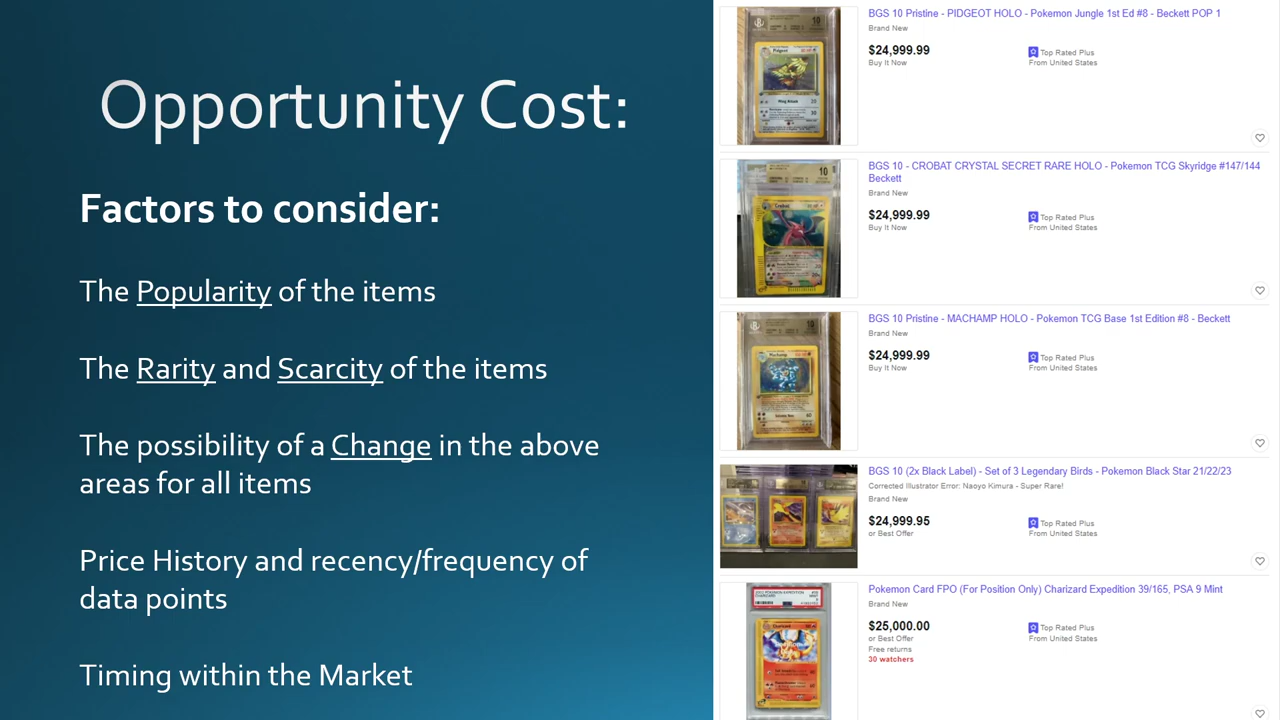 Opportunity Cost:
Factors to consider:
The Popularity of the items
The Rarity and Scarcity of the items
The possibility of a Change in the above
areas for all items
Price History and recency/frequency of
data points
Timing within the Market
BGS 10 Pristine - PIDGEOT HOLO - Pokemon Jungle 1st Ed #8 - Beckett POP 1
Brand New
$24,999.99
Buy It Now
Top Rated Plus
From United States
10
Pidgeot
BGS 10 - CROBAT CRYSTAL SECRET RARE HOLO - Pokemon TCG Skyridge #147/144
Beckett
Brand New
$24,999.99
Buy It Now
Top Rated Plus
From United States
10
Crobat
BGS 10 Pristine - MACHAMP HOLO - Pokemon TCG Base 1st Edition #8 - Beckett
Brand New
$24,999.99
Buy It Now
Top Rated Plus
From United States
10
Machamp
60
BGS 10 (2x Black Label) - Set of 3 Legendary Birds - Pokemon Black Star 21/22/23
Corrected Illustrator Error: Naoyo Kimura - Super Rare!
Brand New
$24,999.95
or Best Offer
Top Rated Plus
From United States
Pokemon Card FPO (For Position Only) Charizard Expedition 39/165, PSA 9 Mint
Brand New
$25,000.00
or Best Offer
Free returns
30 watchers
Top Rated Plus
From United States
Charizard